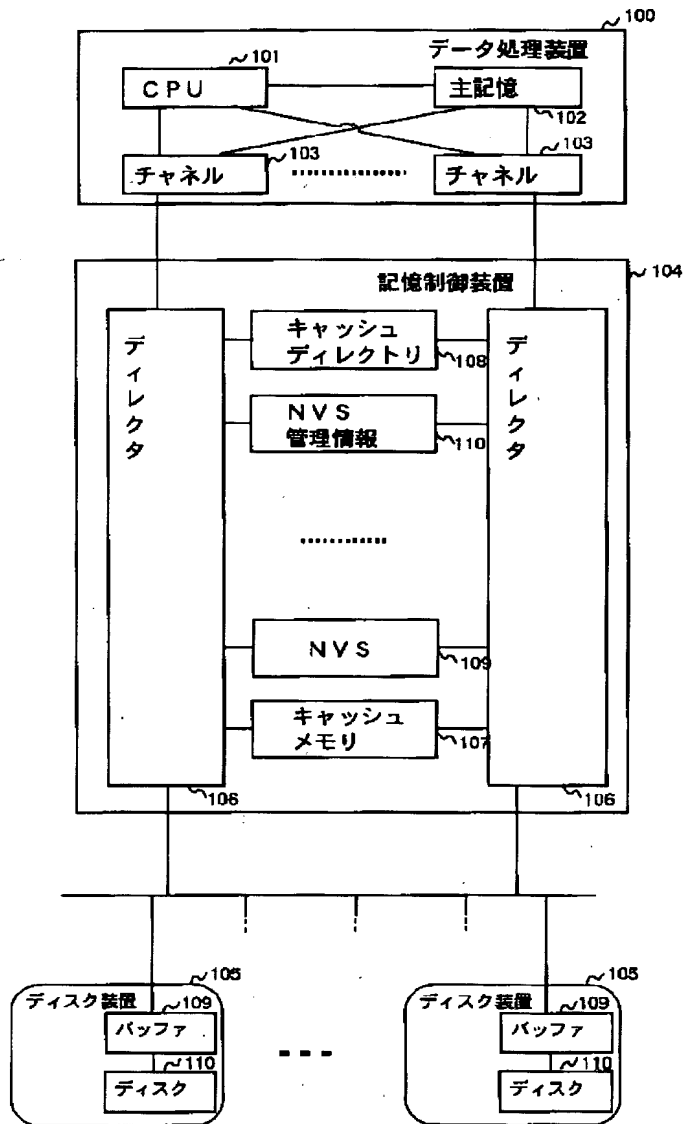 100
データ処理装置
101
CPU
主記憶
102
103
103
チャネル
チャネル
104
記憶制御装置
ディレクタ
キャッシュ
ディレクトリ
108
NVS
管理情報
110
ディレクタ
NVS
109
キャッシュ
メモリ
107
106
106
105
ディスク装置
109
バッファ
110
ディスク
105
ディスク装置
109
バッファ
110
ディスク